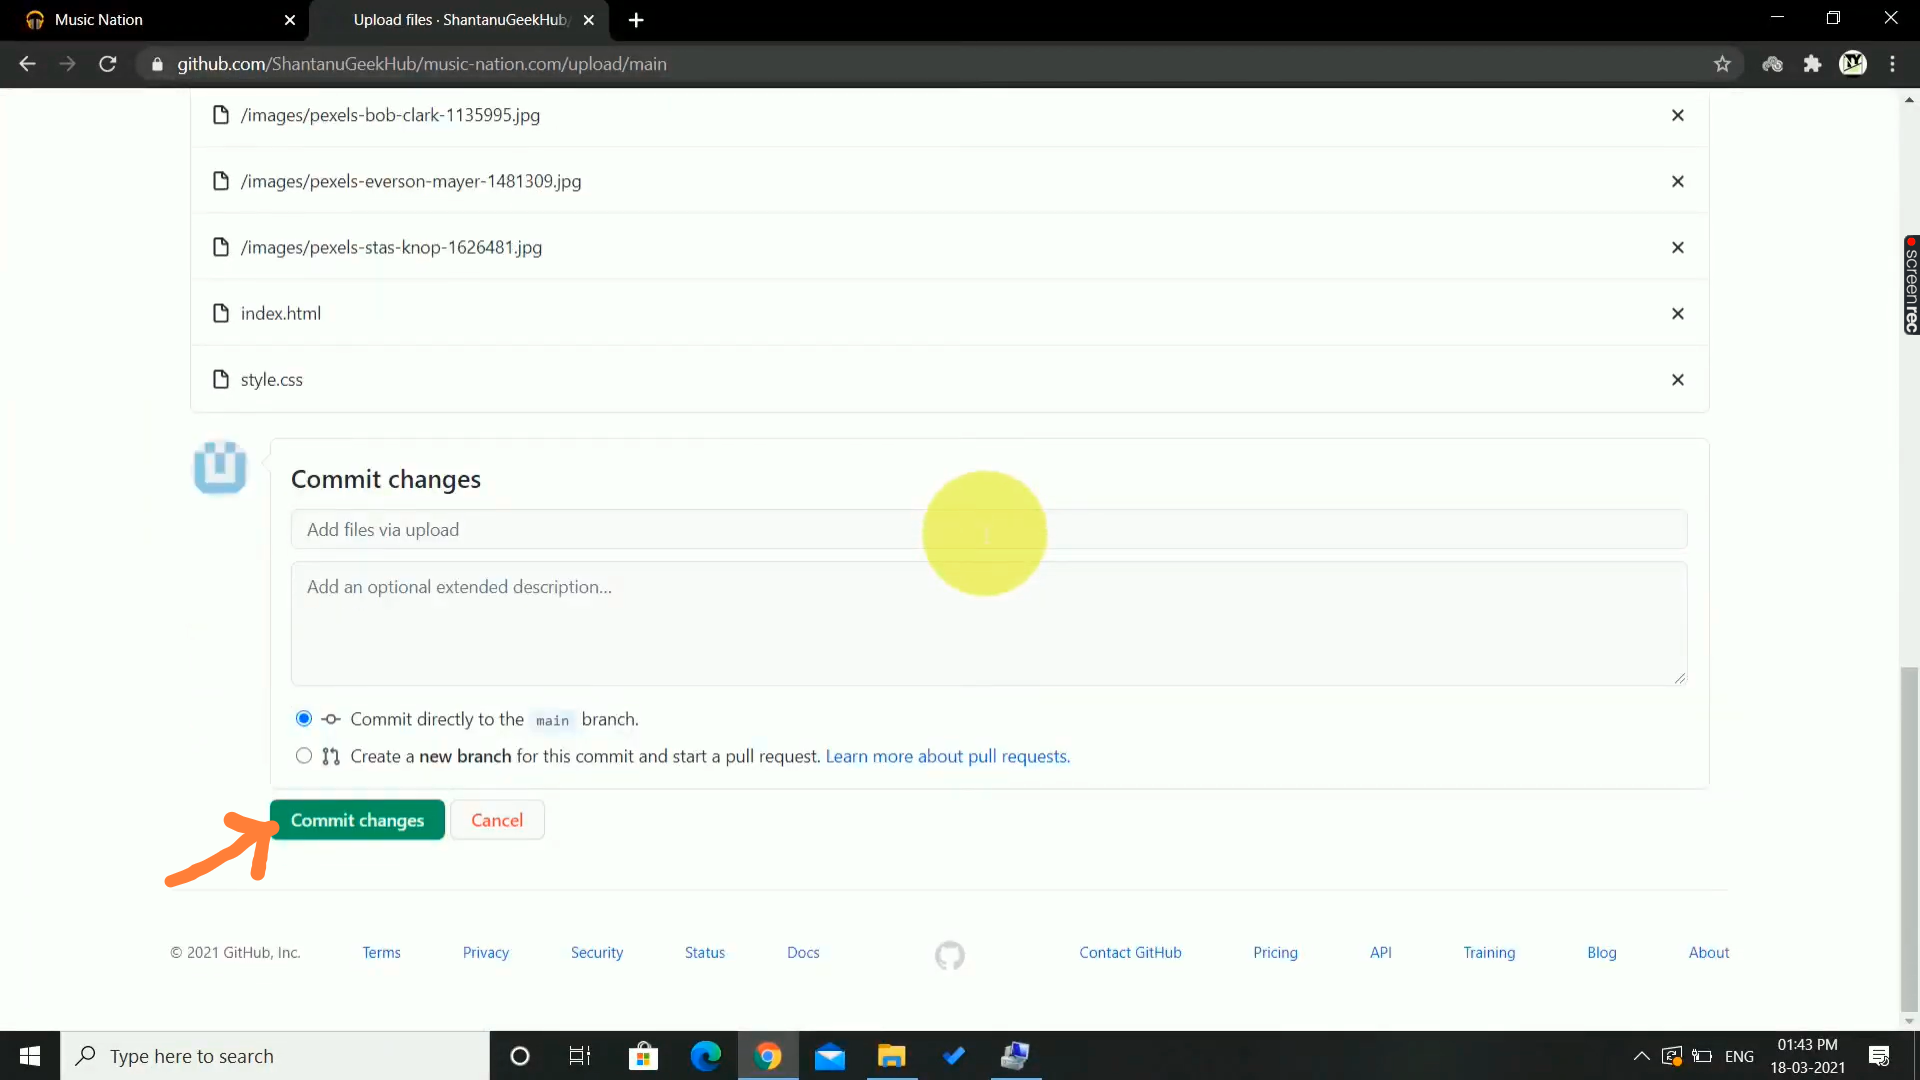 Music Nation
Upload files · ShantanuGeekHub/
github.com/ShantanuGeekHub/music-nation.com/upload/main
/images/pexels-bob-clark-1135995.jpg
/images/pexels-everson-mayer-1481309.jpg
/images/pexels-stas-knop-1626481.jpg
index.html
style.css
screenrec
Commit changes
Add files via upload
Add an optional extended description...
Commit directly to the main branch.
Create a new branch for this commit and start a pull request. Learn more about pull requests.
Commit changes Cancel
© 2021 GitHub, Inc. Terms Privacy Security Status Docs Contact GitHub Pricing API Training Blog About
Type here to search
ENG
01:43 PM
18-03-2021